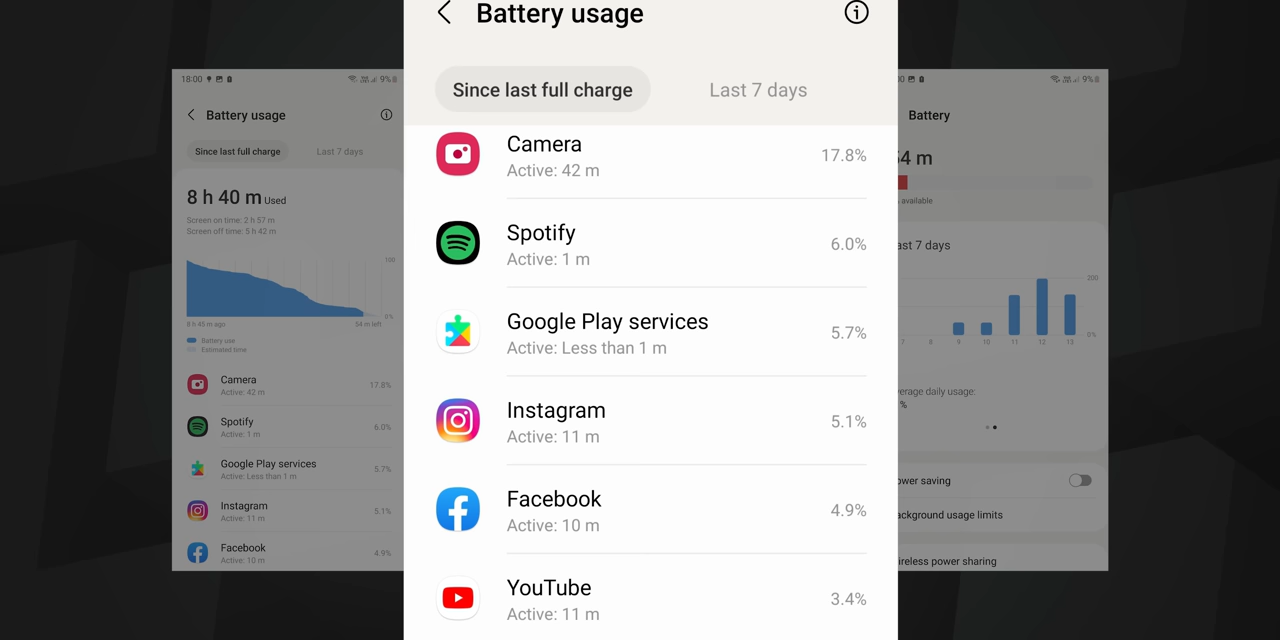 18:00
9%
Battery usage
Since last full charge
Last 7 days
8 h 40 m Used
Screen on time: 2 h 57 m
Screen off time: 5 h 42 m
100
0%
8 h 45 m ago
54 m left
Battery use
Estimated time
Camera
17.8%
Active: 42 m
Spotify
6.0%
Active: 1 m
Google Play services
5.7%
Active: Less than 1 m
Instagram
5.1%
Active: 11 m
Facebook
4.9%
Active: 10 m
Battery usage
Since last full charge
Last 7 days
Camera
17.8%
Active: 42 m
Spotify
6.0%
Active: 1 m
Google Play services
5.7%
Active: Less than 1 m
Instagram
5.1%
Active: 11 m
Facebook
4.9%
Active: 10 m
YouTube
3.4%
Active: 11 m
00
9%
Battery
54 m
available
ast 7 days
200
0%
7 8 9 10 11 12 13
verage daily usage:
%
ower saving
ackground usage limits
ireless power sharing